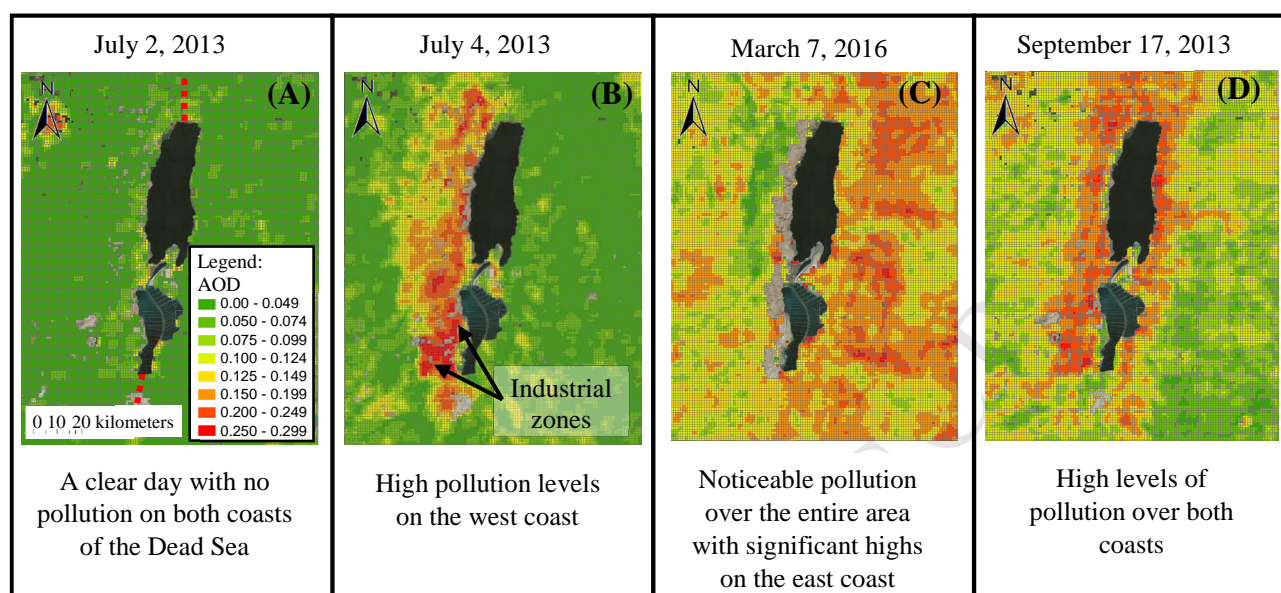 July 2, 2013
N
(A)
Legend:
AOD
0.00 - 0.049
0.050 - 0.074
0.075 - 0.099
0.100 - 0.124
0.125 - 0.149
0.150 - 0.199
0.200 - 0.249
0.250 - 0.299
0 10 20 kilometers
A clear day with no
pollution on both coasts
of the Dead Sea
July 4, 2013
N
(B)
Industrial
zones
High pollution levels
on the west coast
March 7, 2016
N
(C)
Noticeable pollution
over the entire area
with significant highs
on the east coast
September 17, 2013
N
(D)
High levels of
pollution over both
coasts